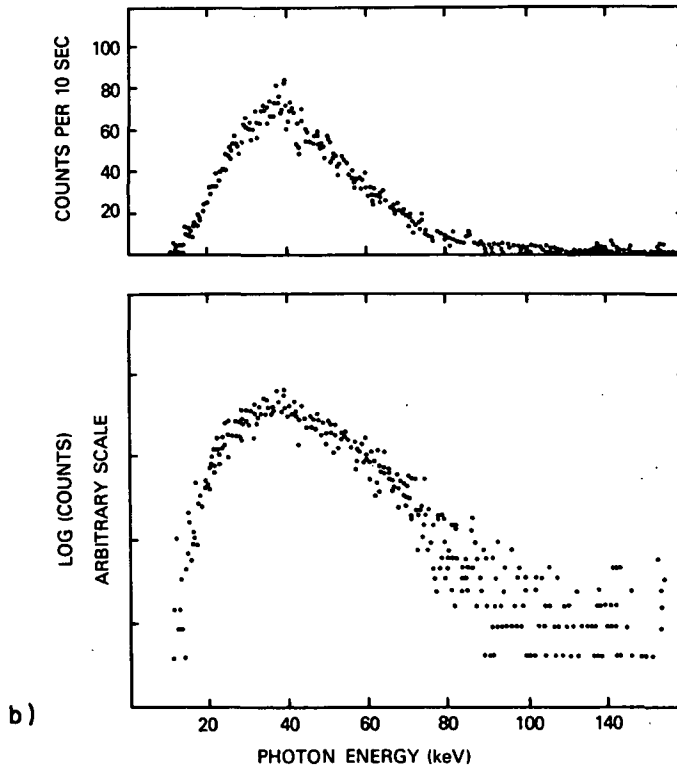 COUNTS PER 10 SEC
100
80
60
40
20
LOG (COUNTS)
ARBITRARY SCALE
b)
20 40 60 80 100 140
PHOTON ENERGY (keV)